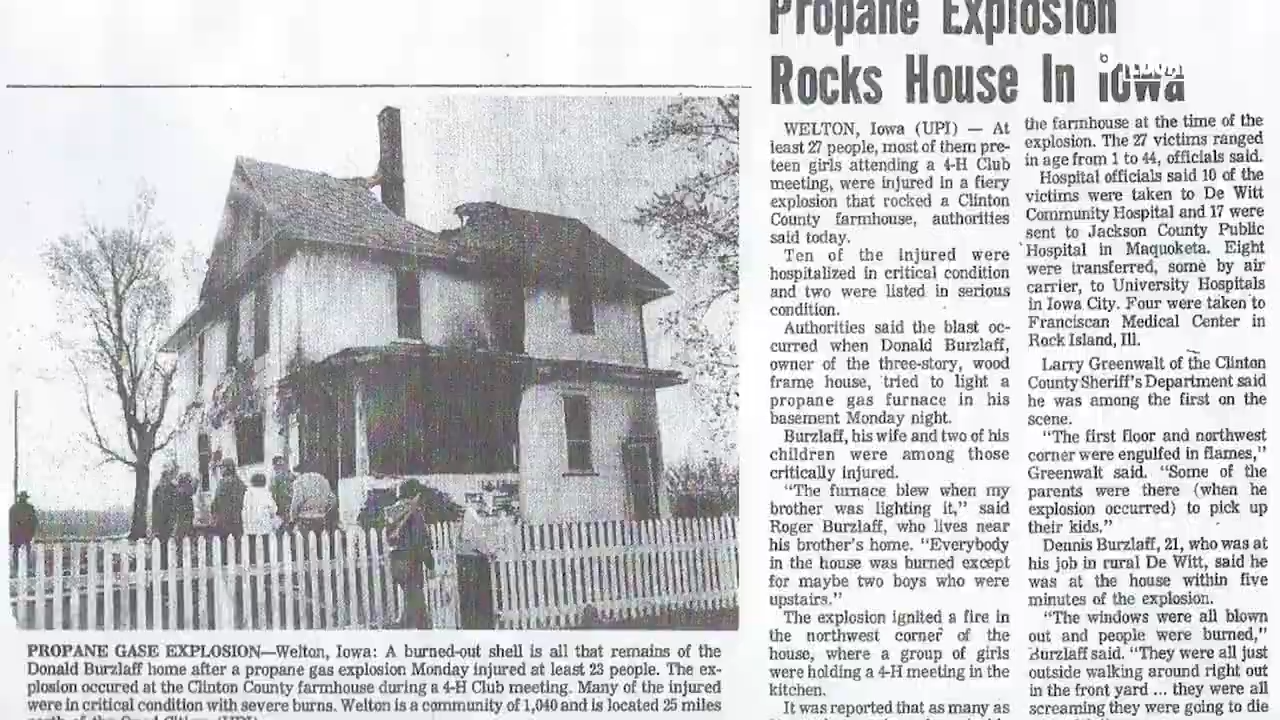 Propane Explosion
Rocks House In Iowa
WELTON, Iowa (UPI) — At
least 27 people, most of them pre-
teen girls attending a 4-H Club
meeting, were injured in a fiery
explosion that rocked a Clinton
County farmhouse, authorities
said today.
Ten of the injured were
hospitalized in critical condition
and two were listed in serious
condition.
Authorities said the blast oc-
curred when Donald Burzlaff,
owner of the three-story, wood
frame house, tried to light a
propane gas furnace in his
basement Monday night.
Burzlaff, his wife and two of his
children were among those
critically injured.
"The furnace blew when my
brother was lighting it," said
Roger Burzlaff, who lives near
his brother's home. "Everybody
in the house was burned except
for maybe two boys who were
upstairs."
The explosion ignited a fire in
the northwest corner of the
house, where a group of girls
were holding a 4-H meeting in the
kitchen.
It was reported that as many as
the farmhouse at the time of the
explosion. The 27 victims ranged
in age from 1 to 44, officials said.
Hospital officials said 10 of the
victims were taken to De Witt
Community Hospital and 17 were
sent to Jackson County Public
Hospital in Maquoketa. Eight
were transferred, some by air
carrier, to University Hospitals
in Iowa City. Four were taken to
Franciscan Medical Center in
Rock Island, Ill.
Larry Greenwalt of the Clinton
County Sheriff's Department said
he was among the first on the
scene.
"The first floor and northwest
corner were engulfed in flames,"
Greenwalt said. "Some of the
parents were there (when he
explosion occurred) to pick up
their kids."
Dennis Burzlaff, 21, who was at
his job in rural De Witt, said he
was at the house within five
minutes of the explosion.
"The windows were all blown
out and people were burned,"
Burzlaff said. "They were all just
outside walking around right out
in the front yard ... they were all
screaming they were going to die
PROPANE GASE EXPLOSION—Welton, Iowa: A burned-out shell is all that remains of the
Donald Burzlaff home after a propane gas explosion Monday injured at least 23 people. The ex-
plosion occured at the Clinton County farmhouse during a 4-H Club meeting. Many of the injured
were in critical condition with severe burns. Welton is a community of 1,040 and is located 25 miles
north of the Quad Cities. (UPI)